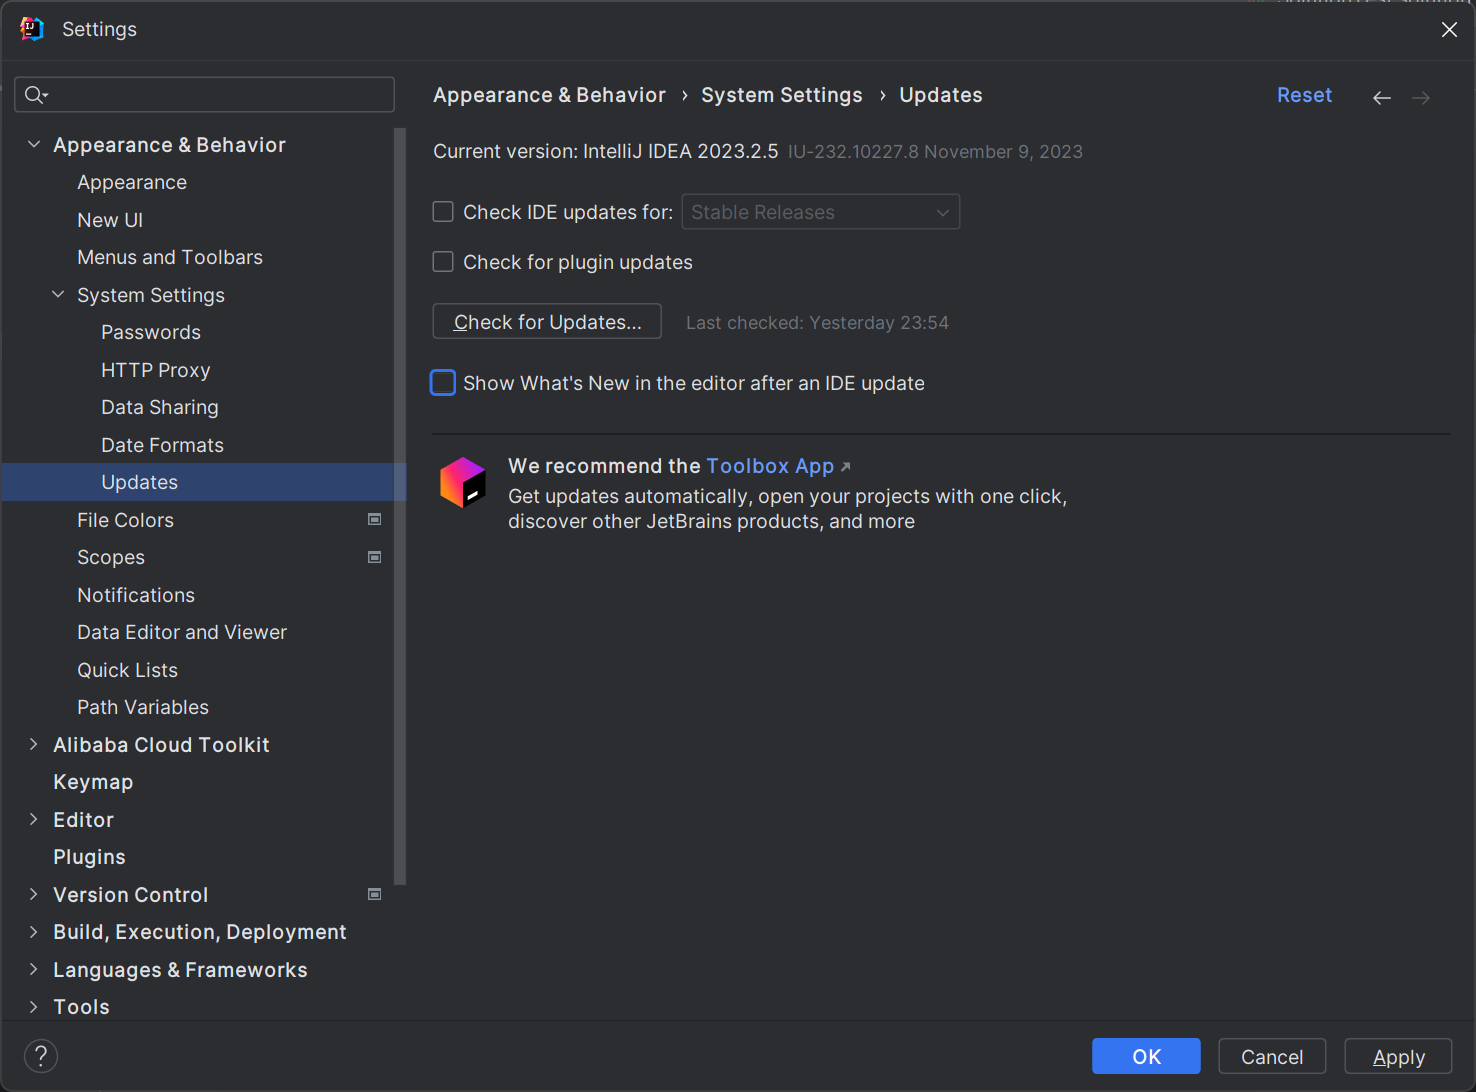 Settings
Appearance & Behavior › System Settings › Updates
Reset
Current version: IntelliJ IDEA 2023.2.5 IU-232.10227.8 November 9, 2023
Check IDE updates for: Stable Releases
Check for plugin updates
Check for Updates... Last checked: Yesterday 23:54
Show What's New in the editor after an IDE update
We recommend the Toolbox App
Get updates automatically, open your projects with one click,
discover other JetBrains products, and more
Appearance & Behavior
Appearance
New UI
Menus and Toolbars
System Settings
Passwords
HTTP Proxy
Data Sharing
Date Formats
Updates
File Colors
Scopes
Notifications
Data Editor and Viewer
Quick Lists
Path Variables
Alibaba Cloud Toolkit
Keymap
Editor
Plugins
Version Control
Build, Execution, Deployment
Languages & Frameworks
Tools
?
OK
Cancel
Apply